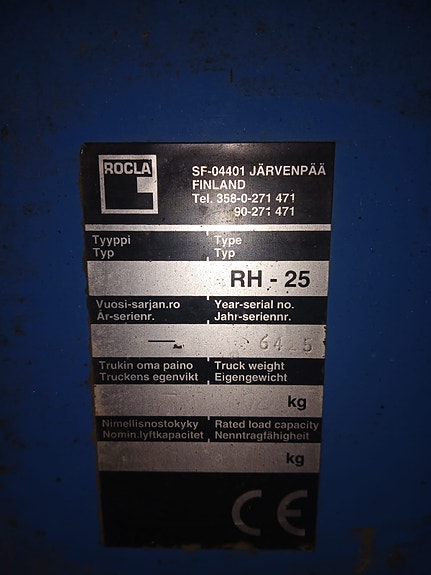 ROCLA
SF-04401 JÄRVENPÄÄ
FINLAND
Tel. 358-0-271 471
90-271 471
Tyyppi Type
Typ Typ
RH - 25
Vuosi-sarjan.ro Year-serial no.
År-serienr. Jahr-seriennr.
Trukin oma paino Truck weight
Truckens egenvikt Eigengewicht
kg
Nimellisnostokyky Rated load capacity
Nomin.lyftkapacitet Nenntragfähigheit
kg
CE